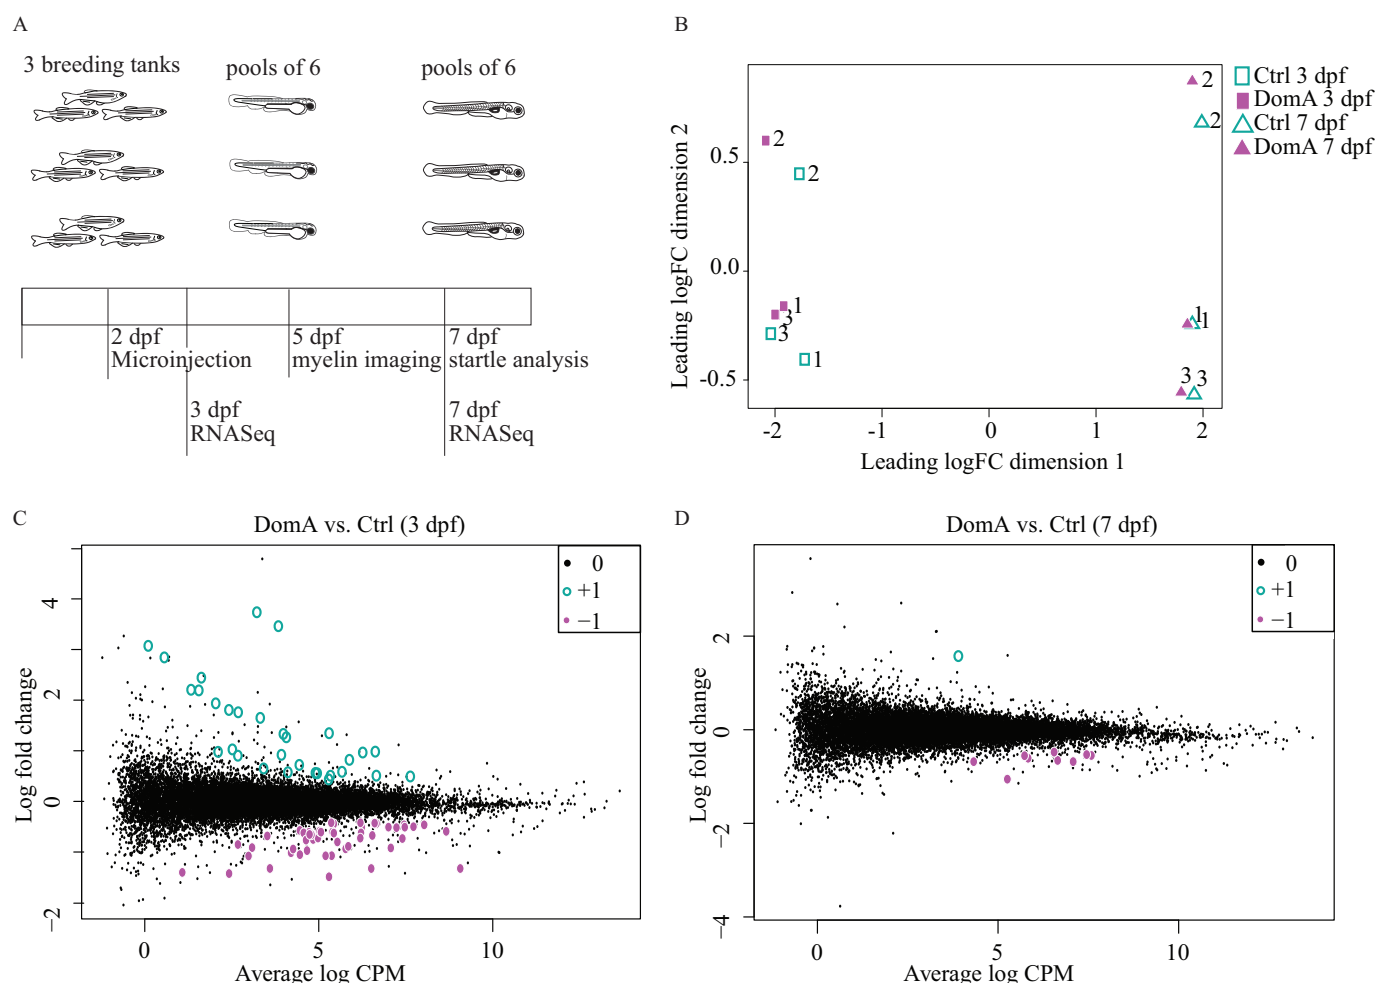 A
3 breeding tanks
pools of 6
pools of 6
2 dpf
Microinjection
5 dpf
myelin imaging
7 dpf
startle analysis
3 dpf
RNASeq
7 dpf
RNASeq
B
Leading logFC dimension 2
0.5
0.0
-0.5
2
2
1
3
3
1
2
2
1
1
3
3
-2
-1
0
1
2
Leading logFC dimension 1
Ctrl 3 dpf
DomA 3 dpf
Ctrl 7 dpf
DomA 7 dpf
C
DomA vs. Ctrl (3 dpf)
Log fold change
4
2
0
−2
0
+1
−1
0
5
10
Average log CPM
D
DomA vs. Ctrl (7 dpf)
Log fold change
2
0
−2
−4
0
+1
−1
0
5
10
Average log CPM